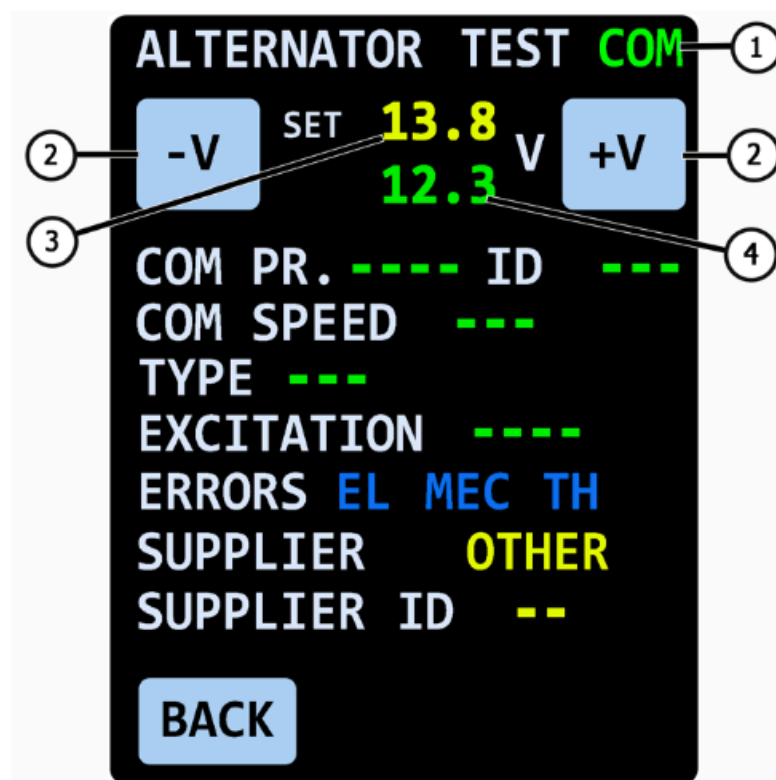 ALTERNATOR TEST COM 1
2 -V SET 13.8 V +V 2
12.3
3 4
COM PR. ---- ID ---
COM SPEED ---
TYPE ---
EXCITATION ----
ERRORS EL MEC TH
SUPPLIER OTHER
SUPPLIER ID --
BACK